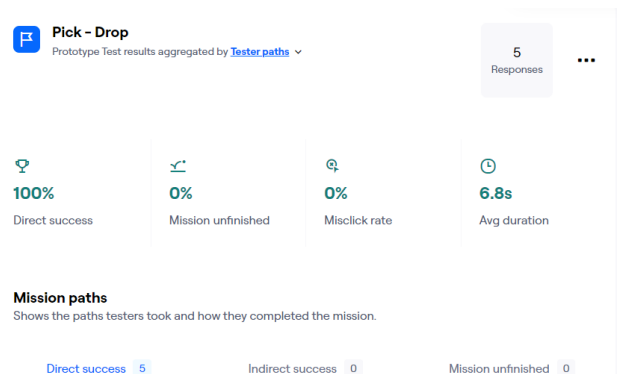 Pick - Drop
Prototype Test results aggregated by Tester paths
5
Responses
100%
0%
0%
6.8s
Direct success
Mission unfinished
Misclick rate
Avg duration
Mission paths
Shows the paths testers took and how they completed the mission.
Direct success 5
Indirect success 0
Mission unfinished 0